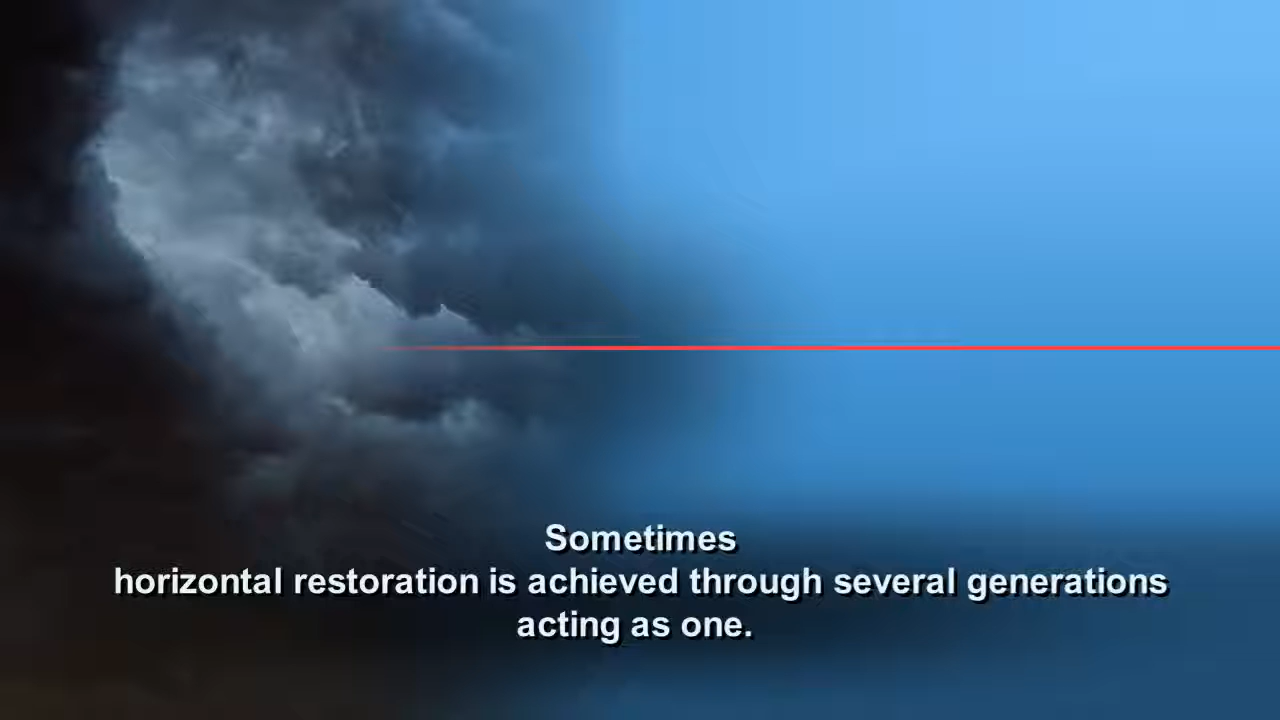 Sometimes
horizontal restoration is achieved through several generations
acting as one.